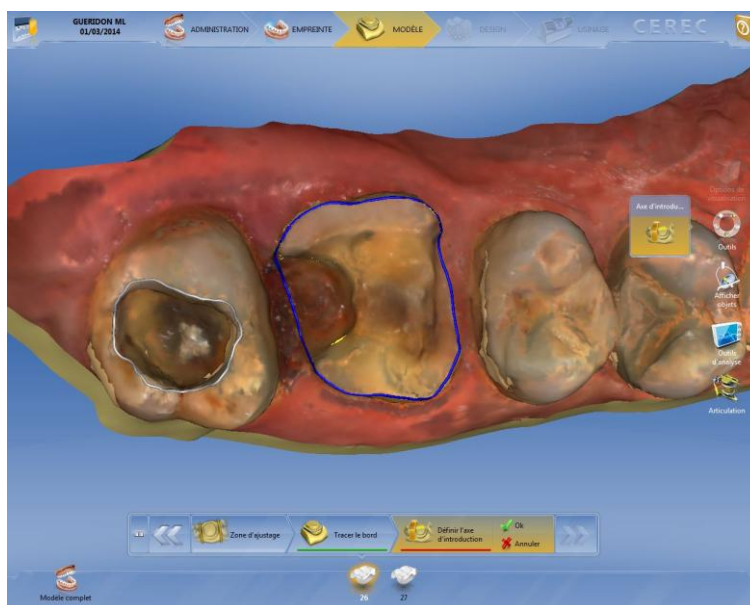 GUERIDON ML
01/03/2014
ADMINISTRATION
EMPREINTE
MODÈLE
DESIGN
USINAGE
CEREC
Axe d'introdu...
Outils
Afficher
objets
Outils
d'analyse
Articulation
Zone d'ajustage
Tracer le bord
Définir l'axe
d'introduction
Ok
Annuler
Modèle complet
26
27